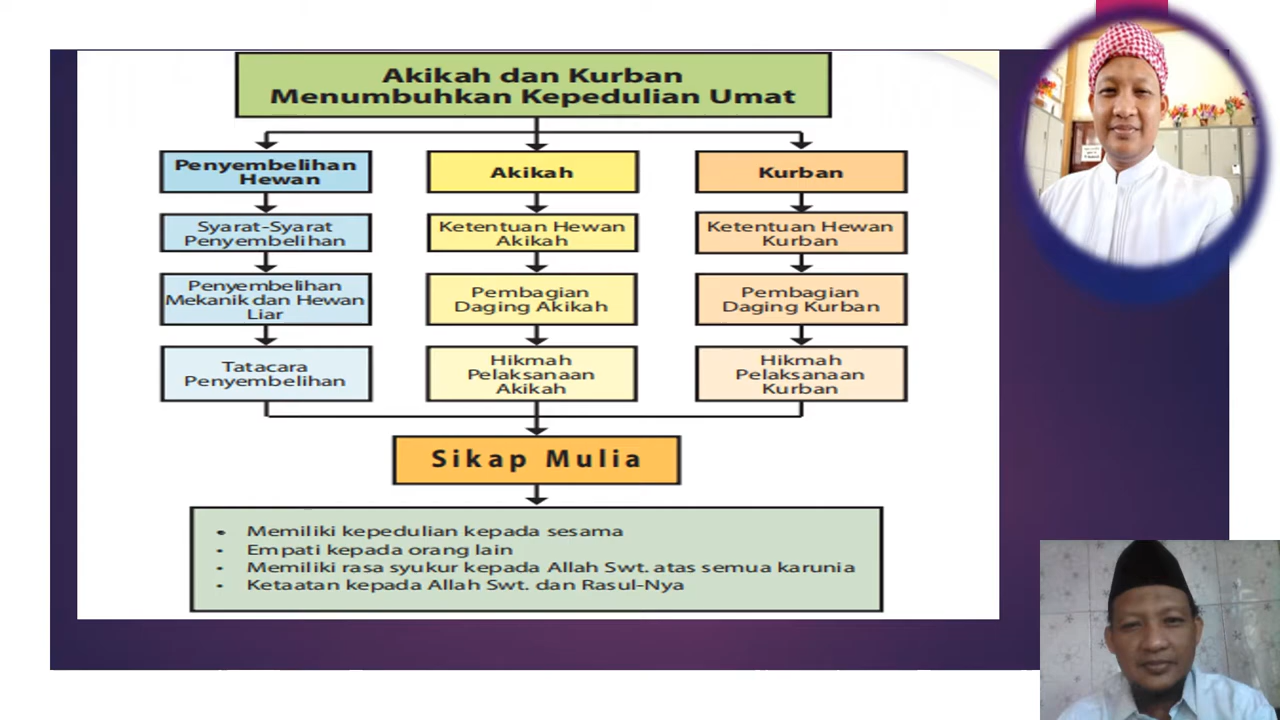 Akikah dan Kurban
Menumbuhkan Kepedulian Umat
Penyembelihan
Hewan
Syarat-Syarat
Penyembelihan
Penyembelihan
Mekanik dan Hewan
Liar
Tatacara
Penyembelihan
Akikah
Ketentuan Hewan
Akikah
Pembagian
Daging Akikah
Hikmah
Pelaksanaan
Akikah
Kurban
Ketentuan Hewan
Kurban
Pembagian
Daging Kurban
Hikmah
Pelaksanaan
Kurban
Sikap Mulia
• Memiliki kepedulian kepada sesama
• Empati kepada orang lain
• Memiliki rasa syukur kepada Allah Swt. atas semua karunia
• Ketaatan kepada Allah Swt. dan Rasul-Nya